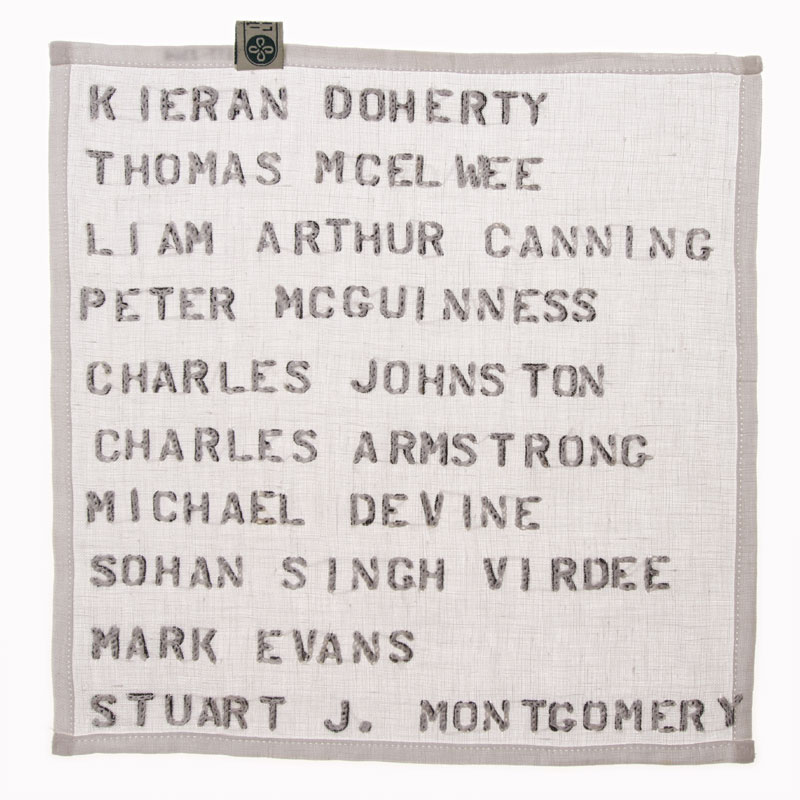 KIERAN DOHERTY
THOMAS MCELWEE
LIAM ARTHUR CANNING
PETER MCGUINNESS
CHARLES JOHNSTON
CHARLES ARMSTRONG
MICHAEL DEVINE
SOHAN SINGH VIRDEE
MARK EVANS
STUART J. MONTGOMERY